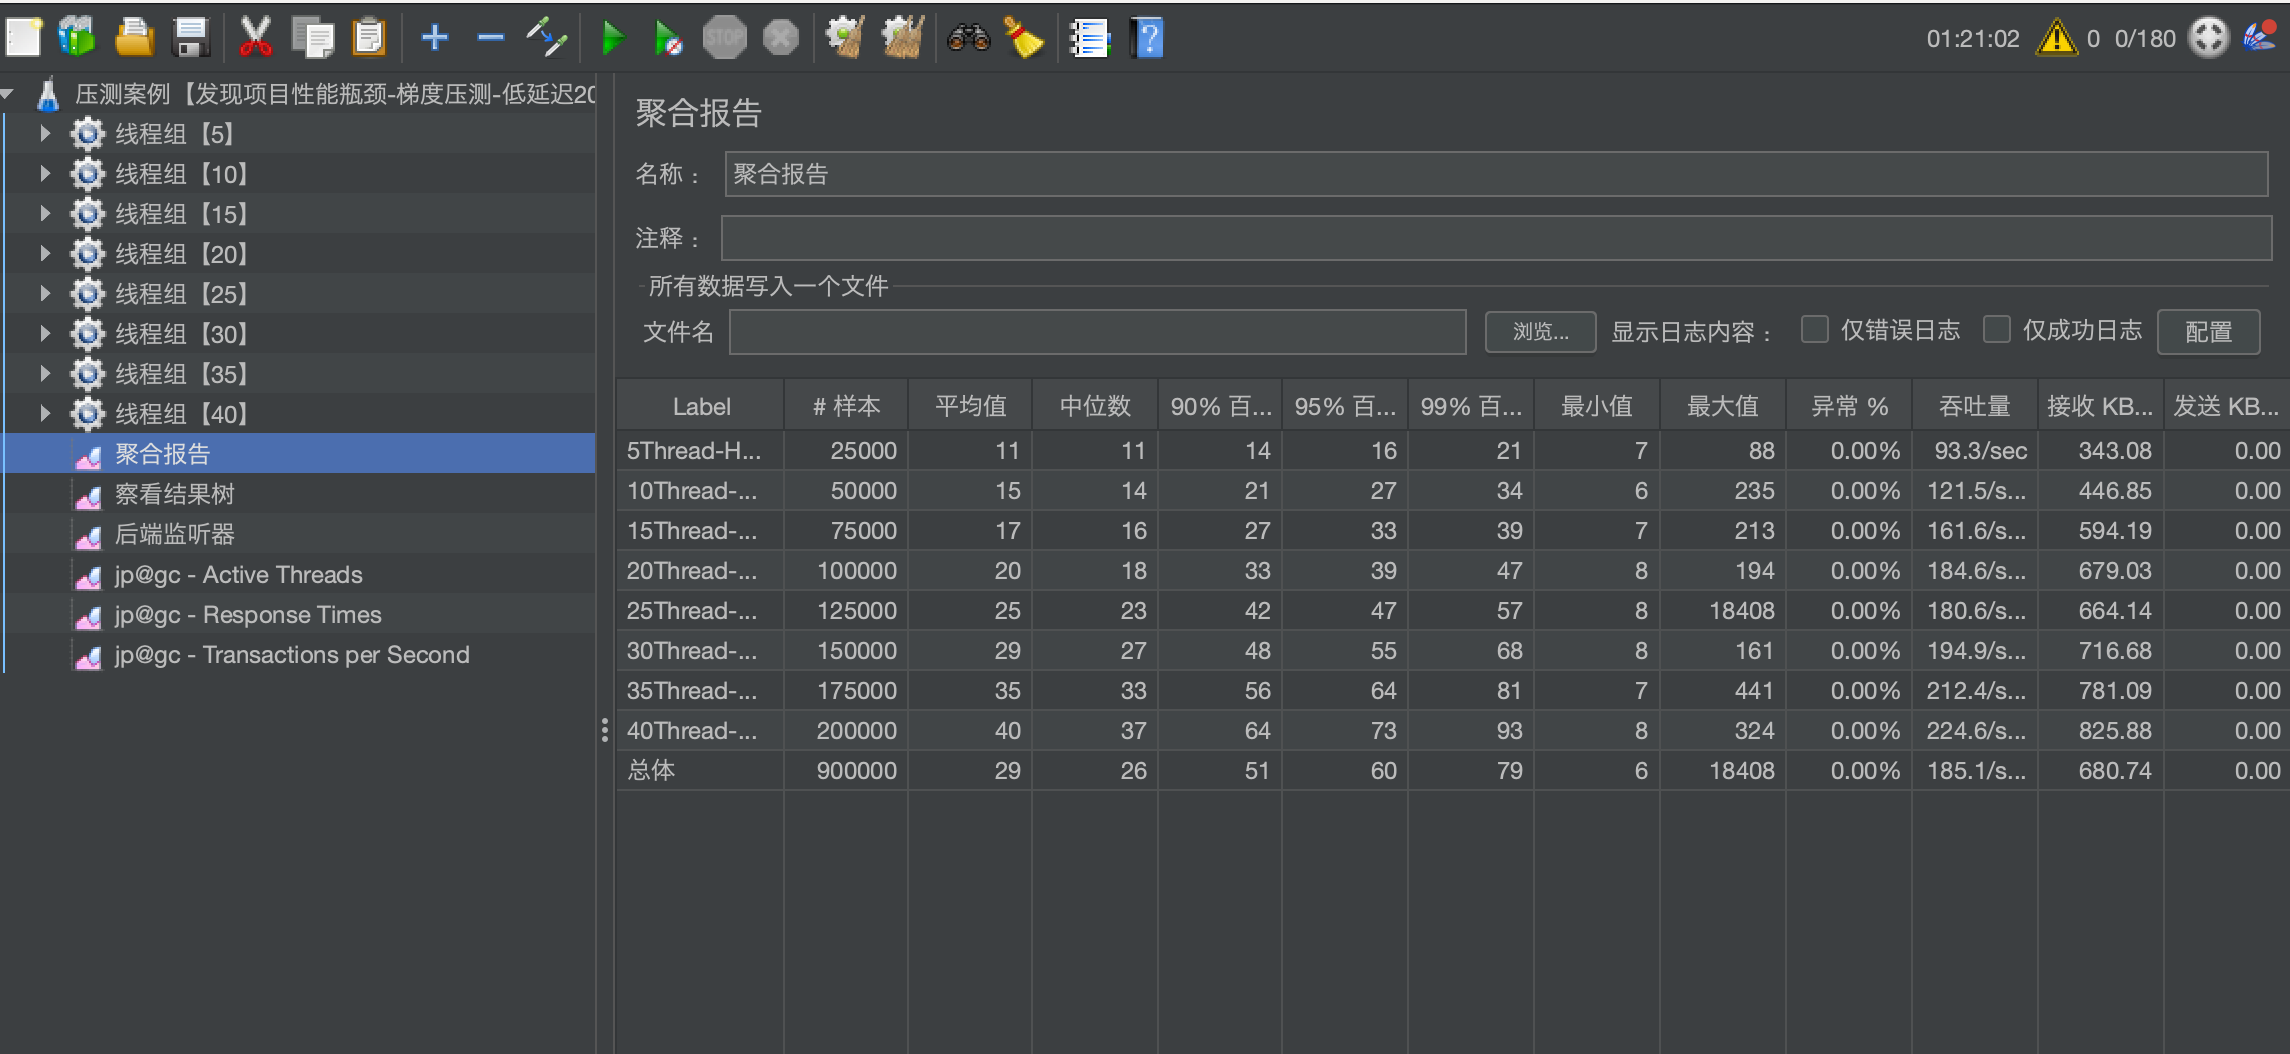 STOP
01:21:02 0 0/180
压测案例【发现项目性能瓶颈-梯度压测-低延迟20
线程组【5】
线程组【10】
线程组【15】
线程组【20】
线程组【25】
线程组【30】
线程组【35】
线程组【40】
聚合报告
察看结果树
后端监听器
jp@gc - Active Threads
jp@gc - Response Times
jp@gc - Transactions per Second
聚合报告
名称： 聚合报告
注释：
所有数据写入一个文件
文件名 浏览... 显示日志内容： 仅错误日志 仅成功日志 配置
Label # 样本 平均值 中位数 90% 百... 95% 百... 99% 百... 最小值 最大值 异常 % 吞吐量 接收 KB... 发送 KB...
5Thread-H... 25000 11 11 14 16 21 7 88 0.00% 93.3/sec 343.08 0.00
10Thread-... 50000 15 14 21 27 34 6 235 0.00% 121.5/s... 446.85 0.00
15Thread-... 75000 17 16 27 33 39 7 213 0.00% 161.6/s... 594.19 0.00
20Thread-... 100000 20 18 33 39 47 8 194 0.00% 184.6/s... 679.03 0.00
25Thread-... 125000 25 23 42 47 57 8 18408 0.00% 180.6/s... 664.14 0.00
30Thread-... 150000 29 27 48 55 68 8 161 0.00% 194.9/s... 716.68 0.00
35Thread-... 175000 35 33 56 64 81 7 441 0.00% 212.4/s... 781.09 0.00
40Thread-... 200000 40 37 64 73 93 8 324 0.00% 224.6/s... 825.88 0.00
总体 900000 29 26 51 60 79 6 18408 0.00% 185.1/s... 680.74 0.00